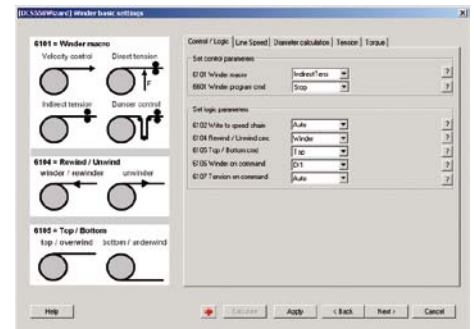 [DCS550Wizard] Winder basic settings
6101 = Winder macro
Velocity control Direct tension
F
Indirect tension Dancer control
6104 = Rewind / Unwind
winder / rewinder unwinder
6105 = Top / Bottom
top / overwind bottom / underwind
Control / Logic Line Speed Diameter calculation Tension Torque
Set control parameters
6101 Winder macro IndirectTens ?
6601 Winder program cmd Stop ?
Set logic parameters
6102 Write to speed chain Auto ?
6104 Rewind / Unwind cmd Winder ?
6105 Top / Bottom cmd Top ?
6106 Winder on command DI1 ?
6107 Tension on command Auto ?
Help Calculate Apply < Back Next > Cancel